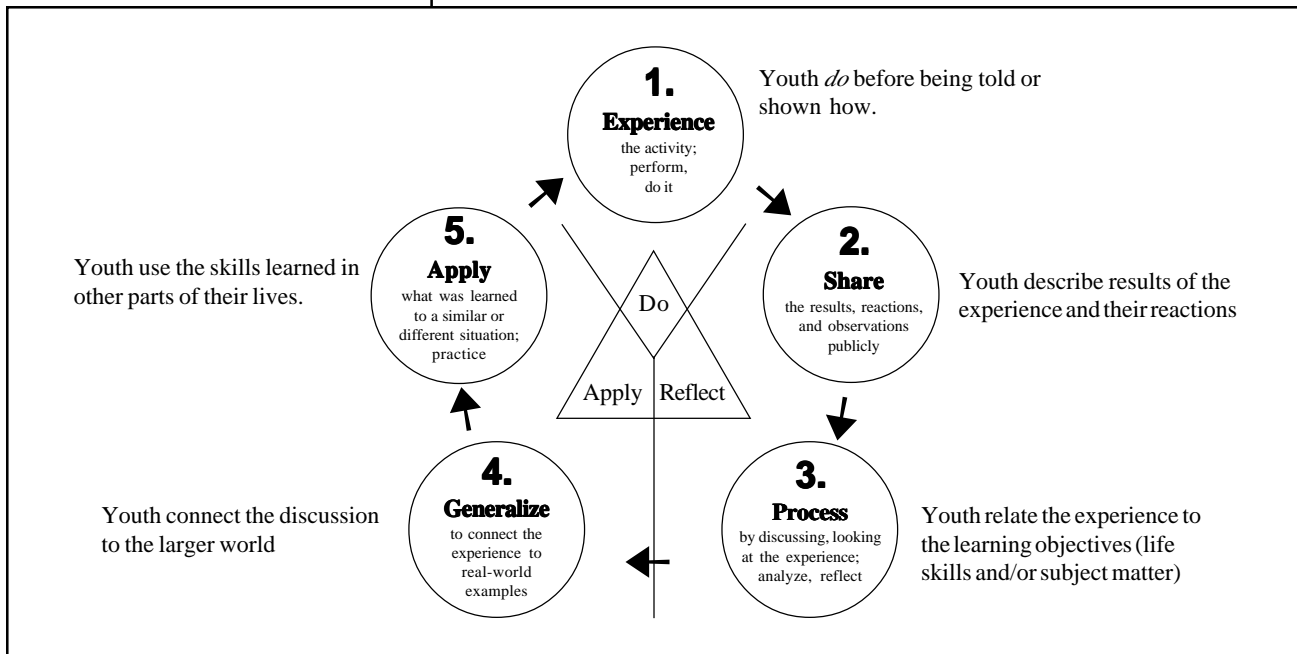 1.
Experience
the activity;
perform,
do it
Youth do before being told or
shown how.
2.
Share
the results, reactions,
and observations
publicly
Youth describe results of the
experience and their reactions
3.
Process
by discussing, looking
at the experience;
analyze, reflect
Youth relate the experience to
the learning objectives (life
skills and/or subject matter)
4.
Generalize
to connect the
experience to
real-world
examples
Youth connect the discussion
to the larger world
5.
Apply
what was learned
to a similar or
different situation;
practice
Youth use the skills learned in
other parts of their lives.
Do
Apply
Reflect